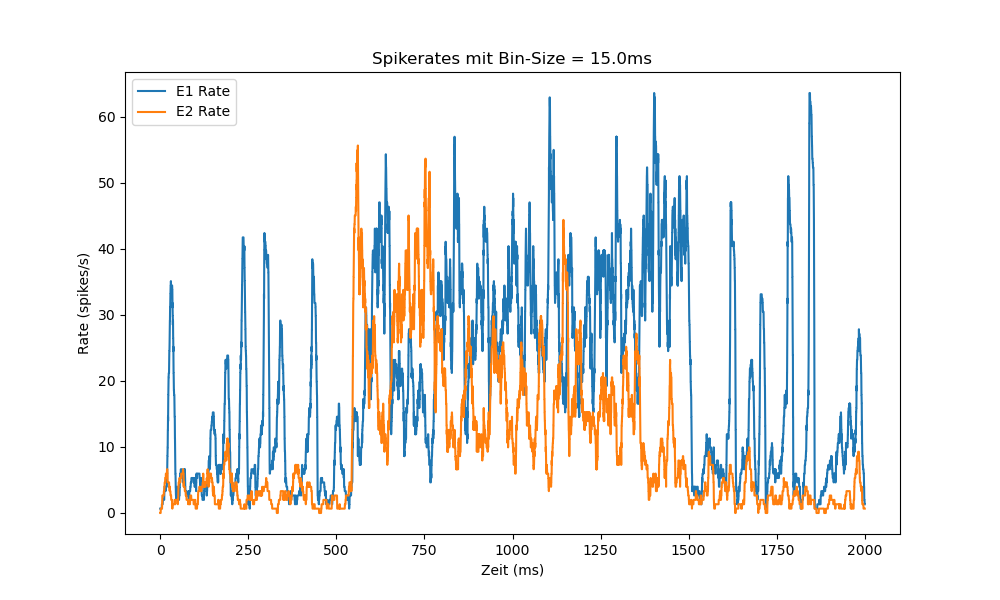 Spikerates mit Bin-Size = 15.0ms
E1 Rate
E2 Rate
Rate (spikes/s)
60
50
40
30
20
10
0
0 250 500 750 1000 1250 1500 1750 2000
Zeit (ms)